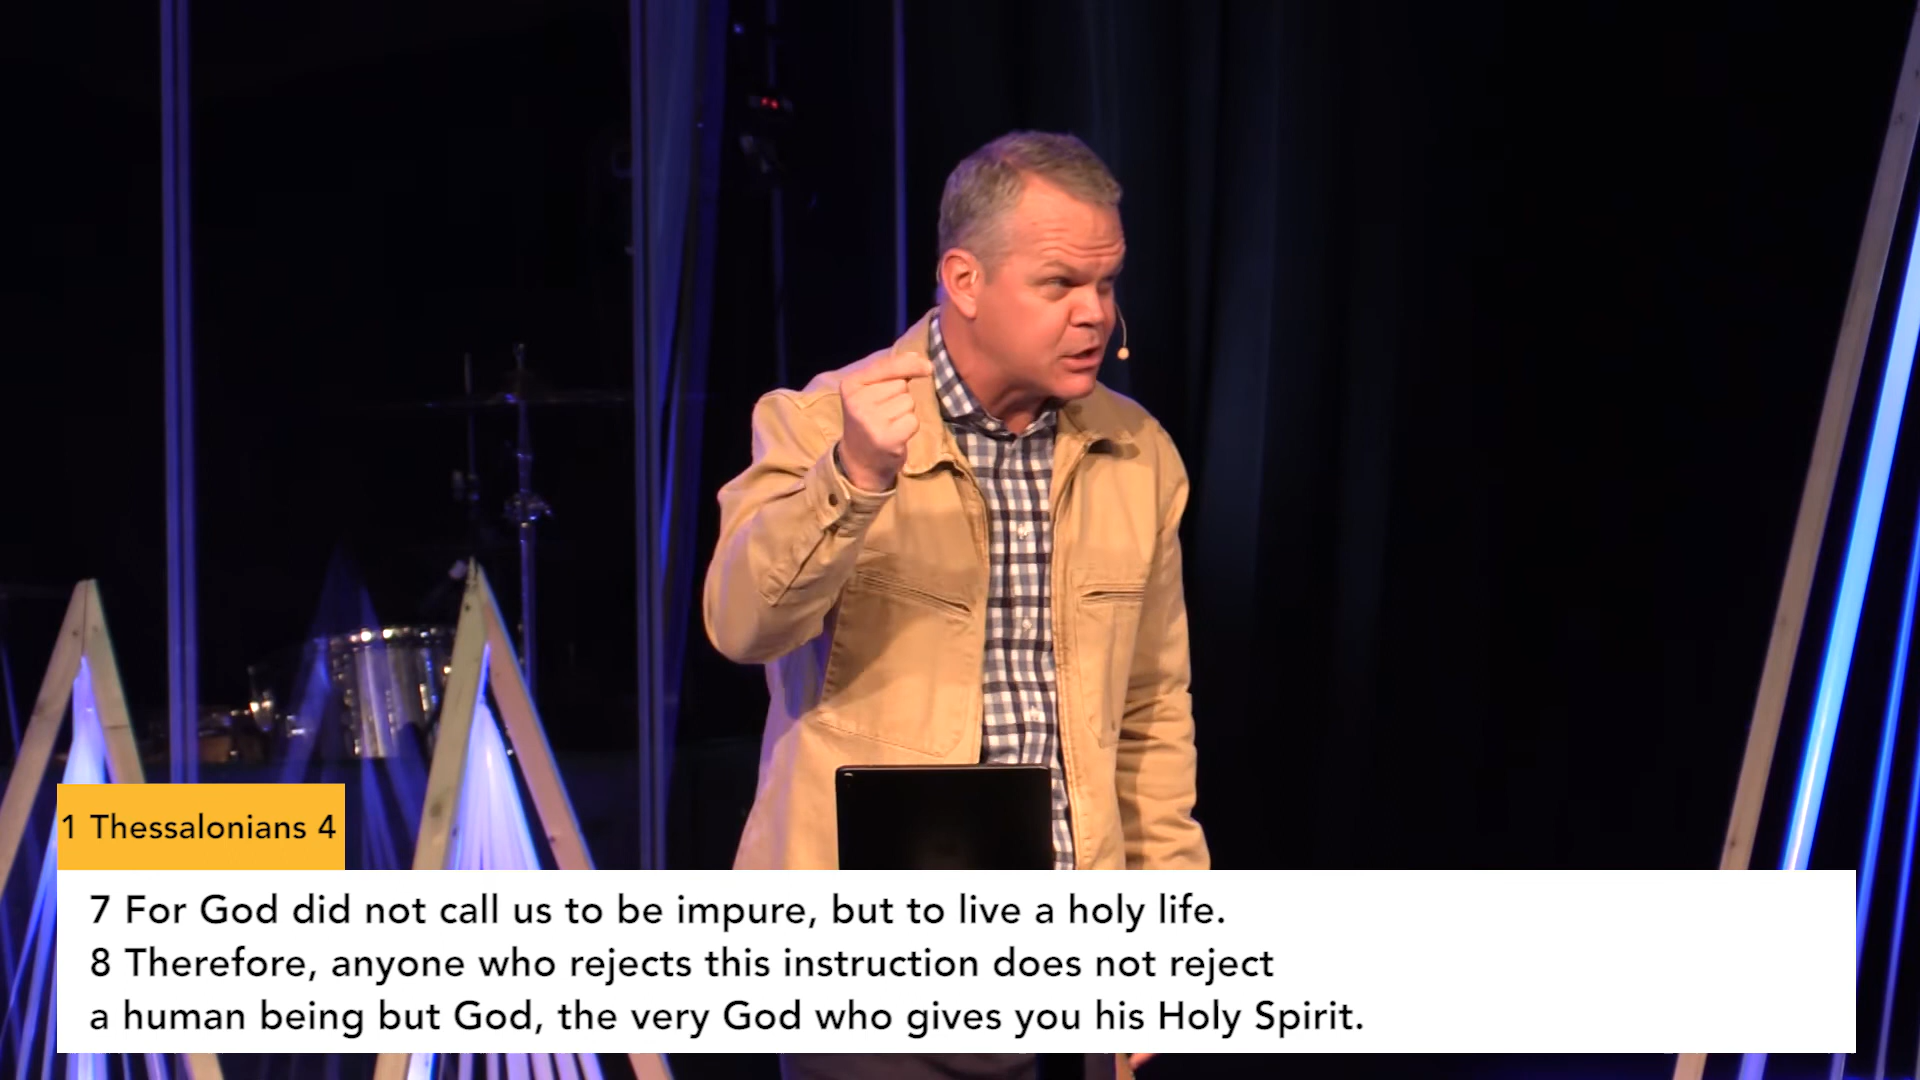 1 Thessalonians 4
7 For God did not call us to be impure, but to live a holy life.
8 Therefore, anyone who rejects this instruction does not reject
a human being but God, the very God who gives you his Holy Spirit.